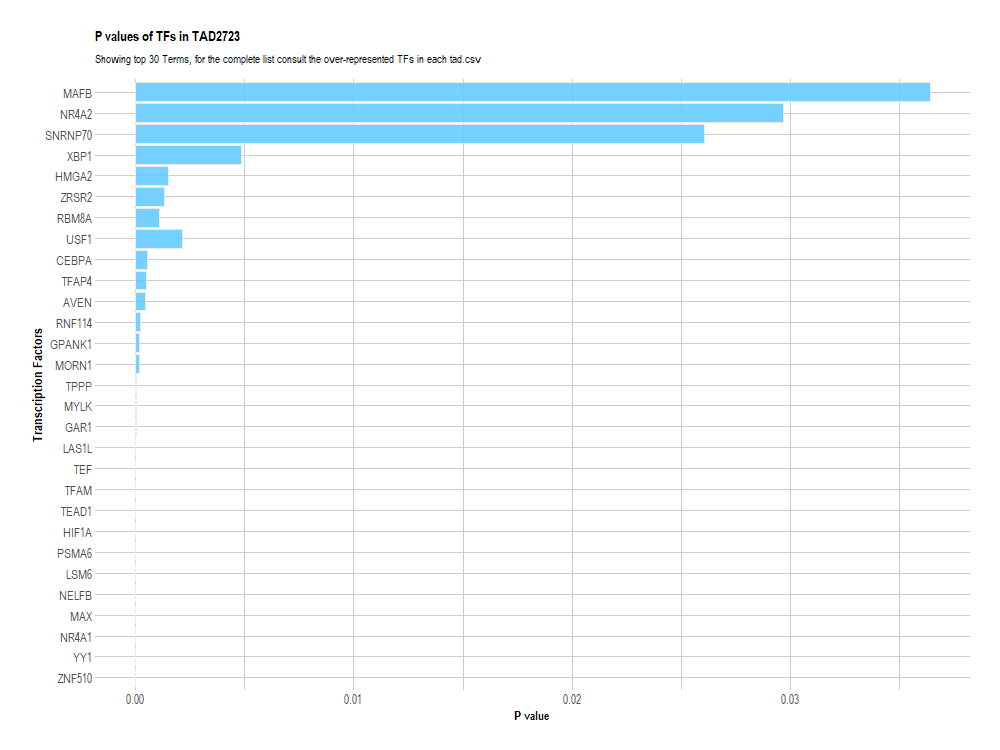 P values of TFs in TAD2723
Showing top 30 Terms, for the complete list consult the over-represented TFs in each tad.csv
Transcription Factors
MAFB
NR4A2
SNRNP70
XBP1
HMGA2
ZRSR2
RBM8A
USF1
CEBPA
TFAP4
AVEN
RNF114
GPANK1
MORN1
TPPP
MYLK
GAR1
LAS1L
TEF
TFAM
TEAD1
HIF1A
PSMA6
LSM6
NELFB
MAX
NR4A1
YY1
ZNF510
0.00 0.01 0.02 0.03
P value